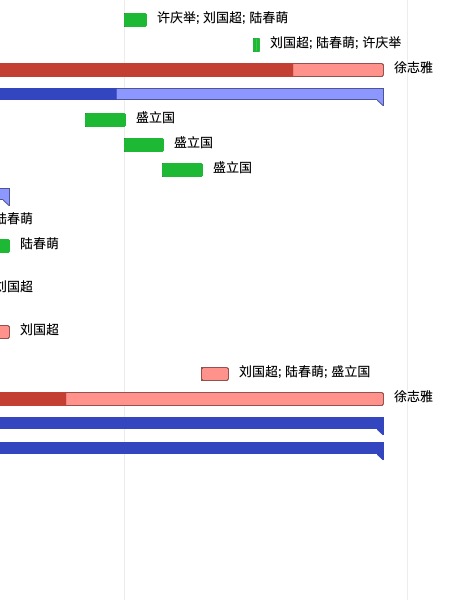 许庆举; 刘国超; 陆春萌
刘国超; 陆春萌; 许庆举
徐志雅
盛立国
盛立国
盛立国
陆春萌
陆春萌
刘国超
刘国超
刘国超; 陆春萌; 盛立国
徐志雅